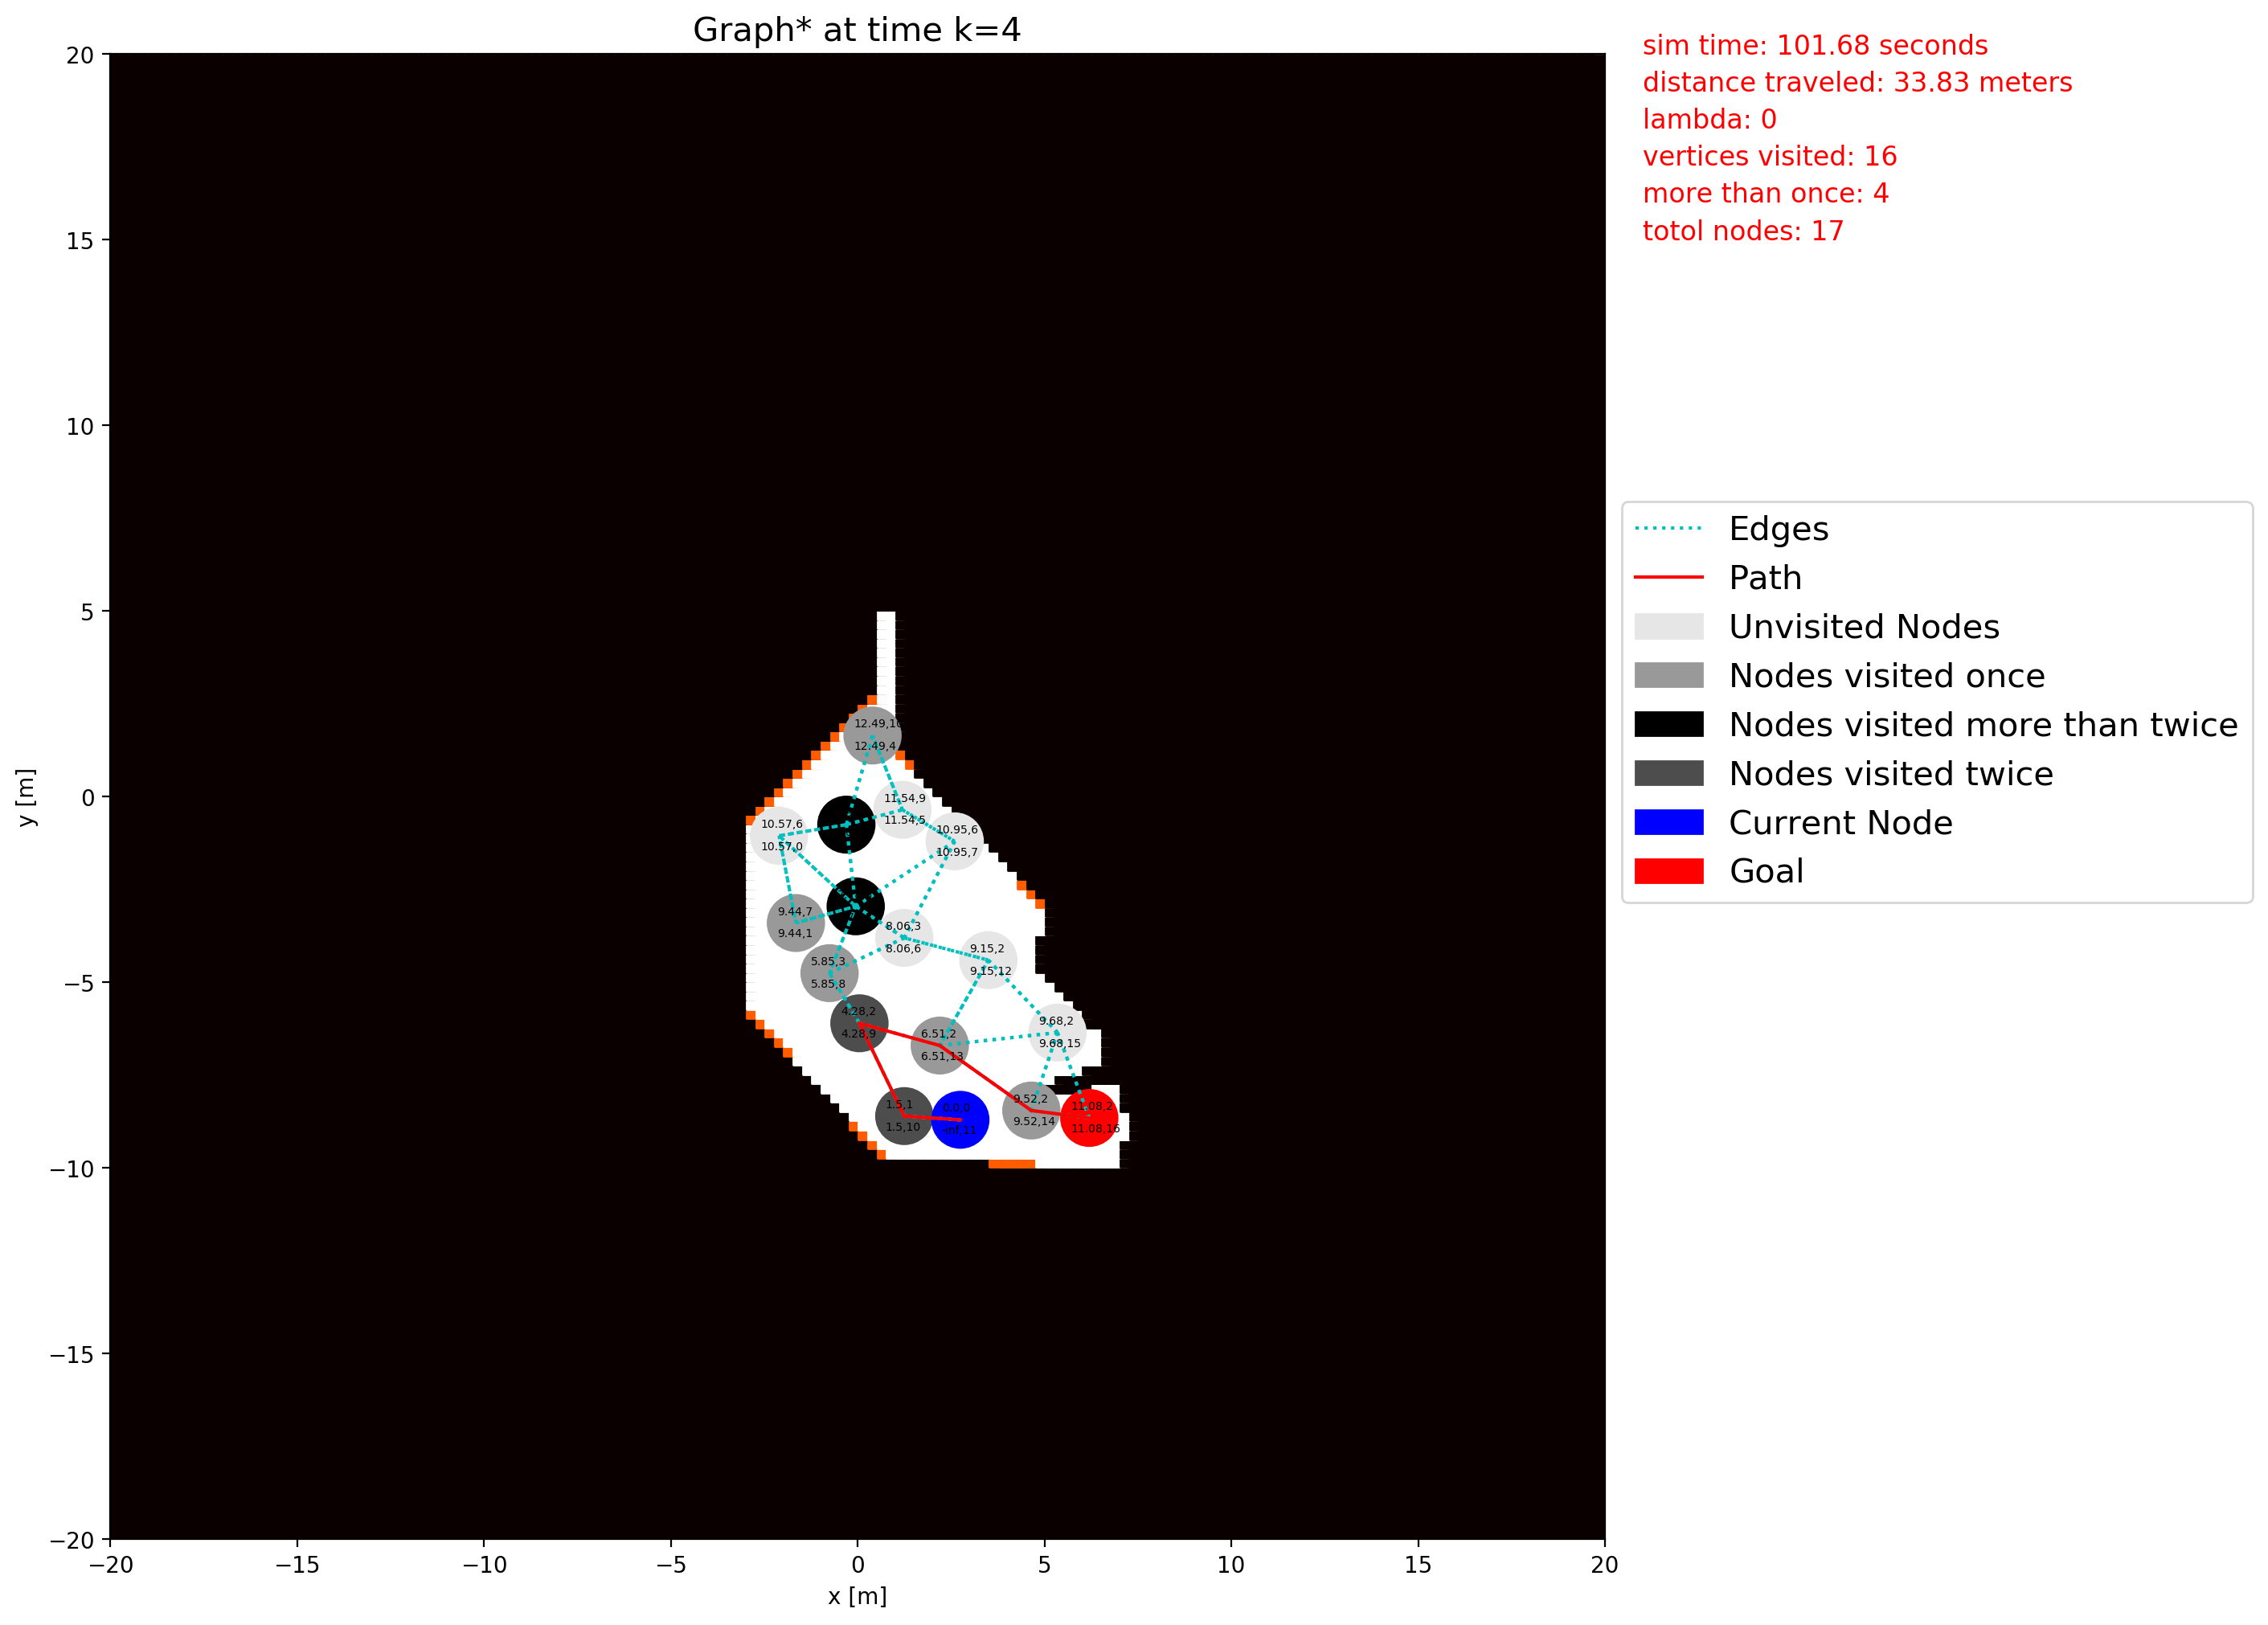 Graph* at time k=4
sim time: 101.68 seconds
distance traveled: 33.83 meters
lambda: 0
vertices visited: 16
more than once: 4
totol nodes: 17
Edges
Path
Unvisited Nodes
Nodes visited once
Nodes visited more than twice
Nodes visited twice
Current Node
Goal
y [m]
20
15
10
5
0
−5
−10
−15
−20
12.49,10
12.49,4
11.54,9
11.54,5
10.57,6
10.57,0
10.95,6
10.95,7
9.44,7
9.44,1
8.06,3
8.06,6
5.85,3
5.85,8
9.15,2
9.15,12
4.28,2
4.28,9
6.51,2
6.51,13
9.68,2
9.68,15
1.5,1
1.5,10
0.0,0
-inf,11
9.52,2
9.52,14
11.08,2
11.08,16
−20
−15
−10
−5
0
5
10
15
20
x [m]